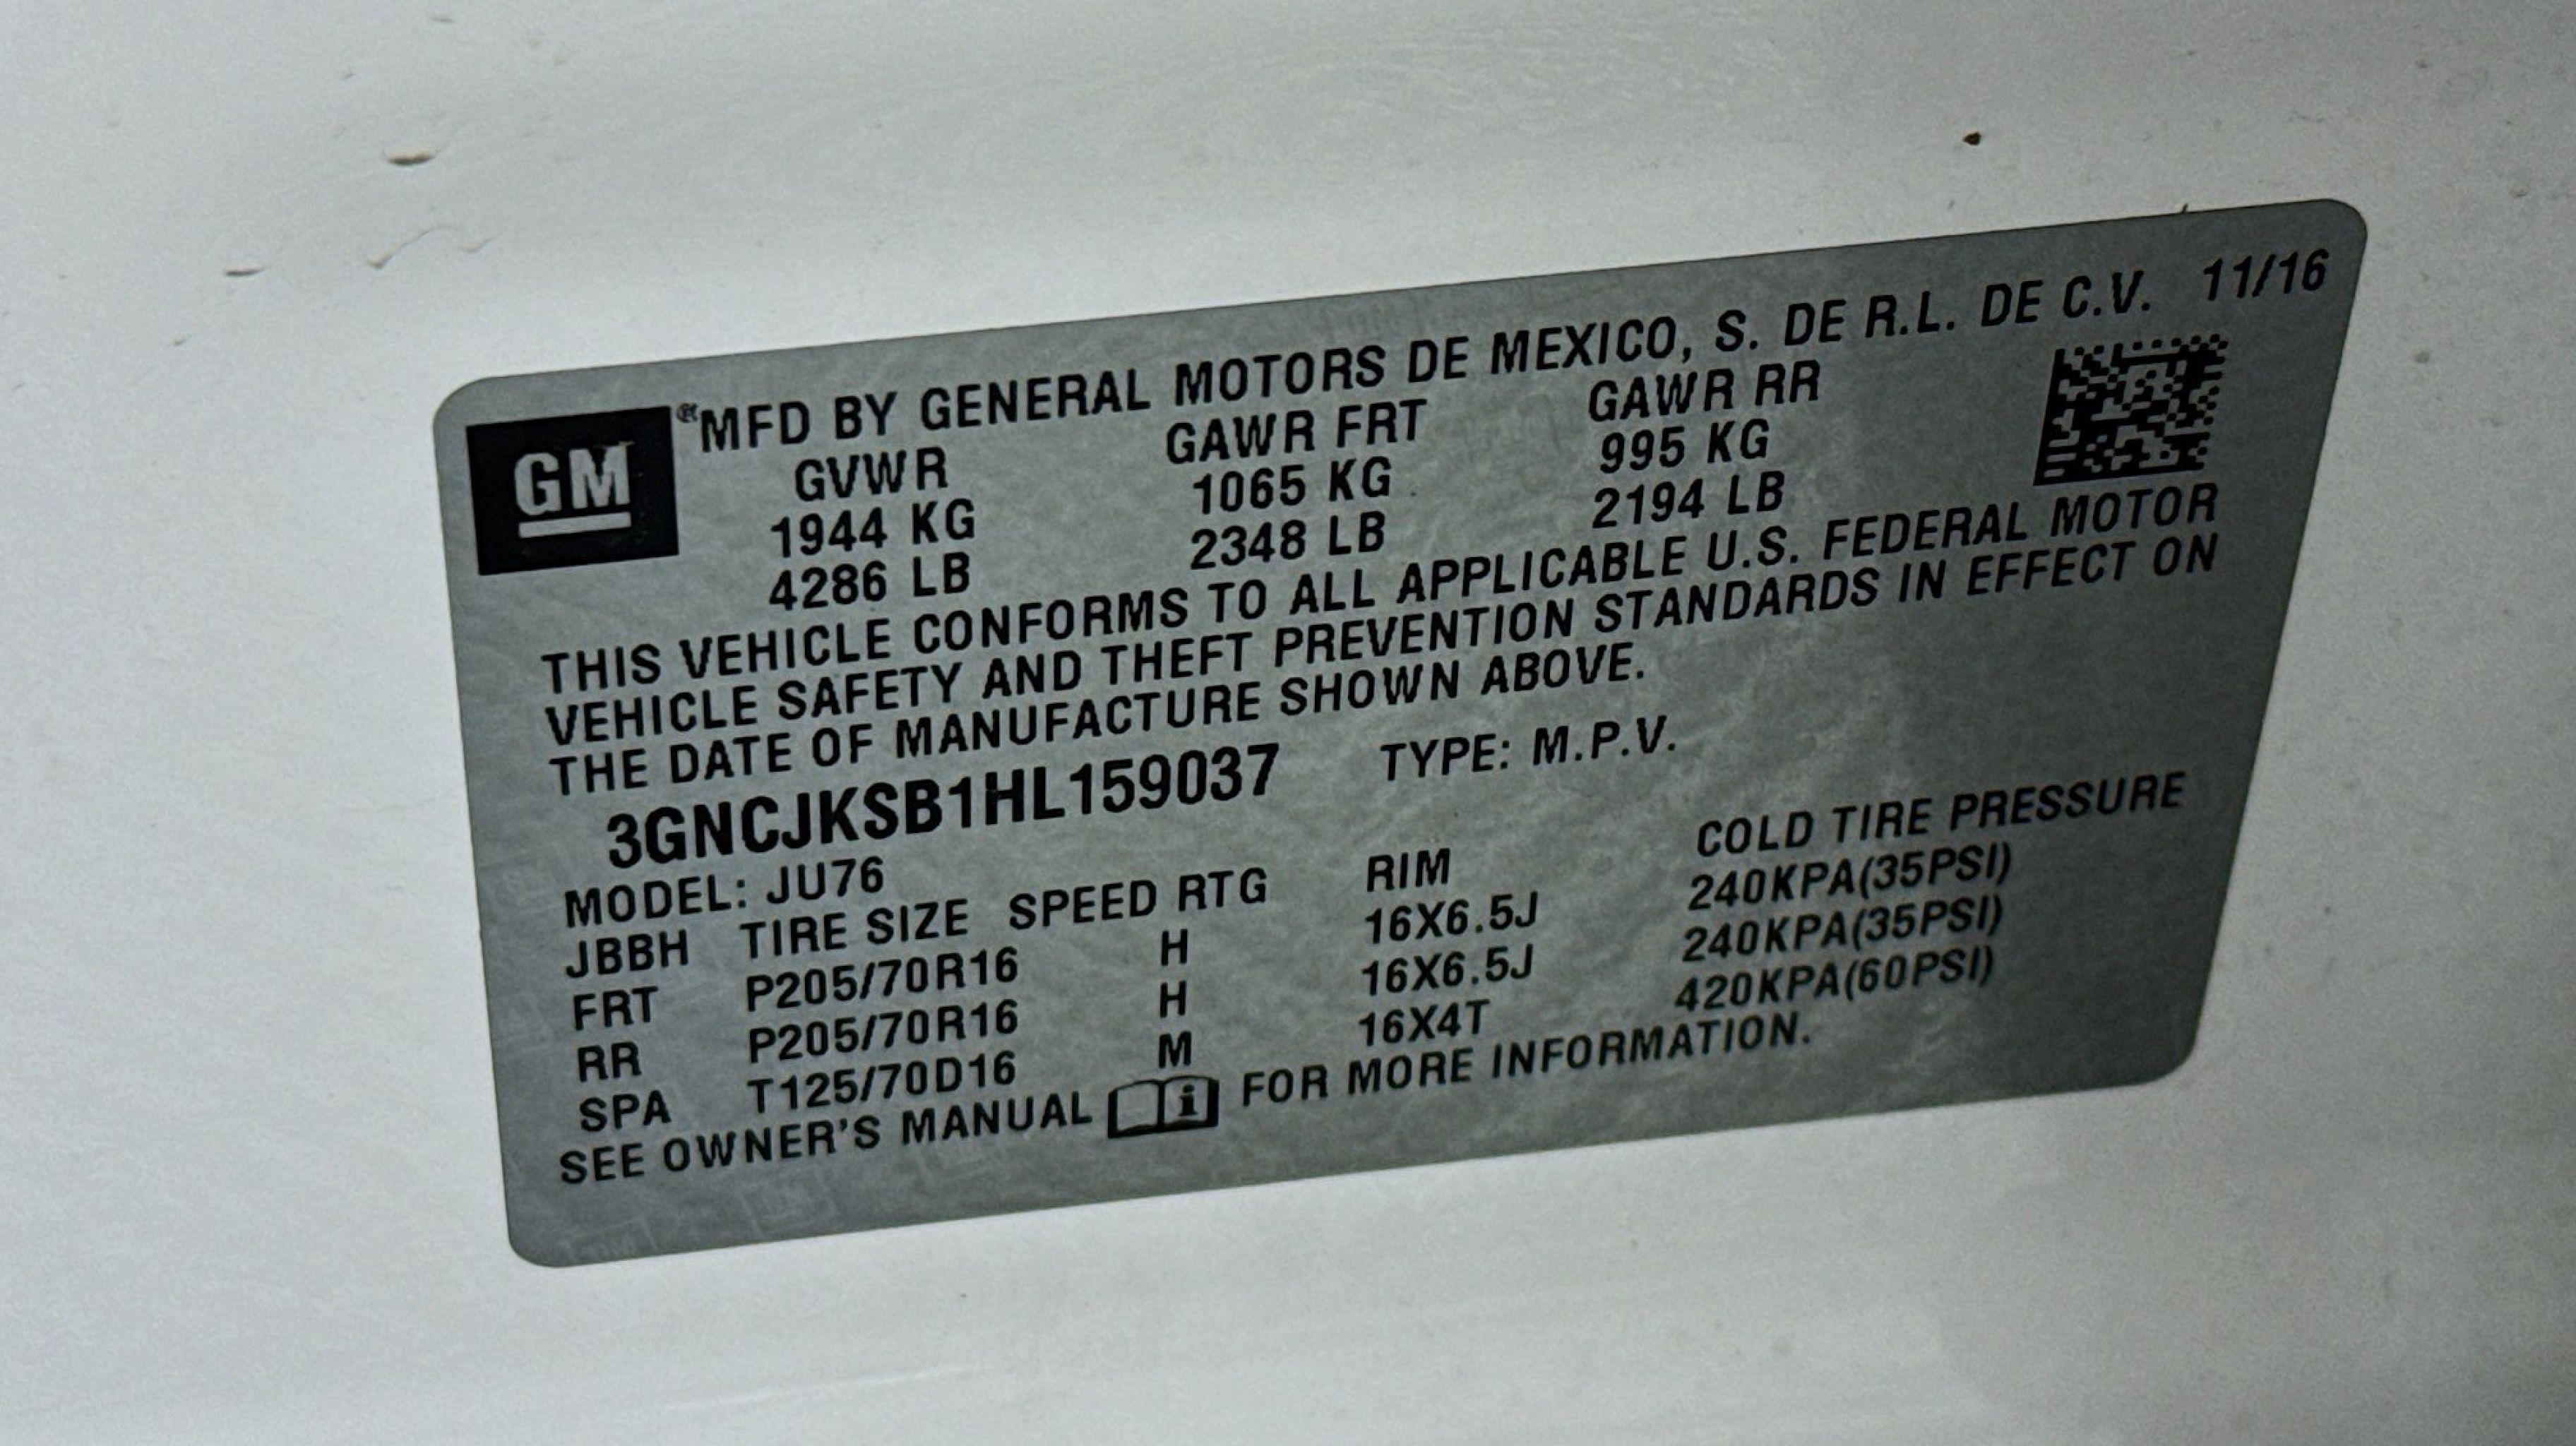 GM ®MFD BY GENERAL MOTORS DE MEXICO, S. DE R.L. DE C.V. 11/16
GVWR GAWR FRT GAWR RR
1944 KG 1065 KG 995 KG
4286 LB 2348 LB 2194 LB
THIS VEHICLE CONFORMS TO ALL APPLICABLE U.S. FEDERAL MOTOR
VEHICLE SAFETY AND THEFT PREVENTION STANDARDS IN EFFECT ON
THE DATE OF MANUFACTURE SHOWN ABOVE.
3GNCJKSB1HL159037 TYPE: M.P.V.
MODEL: JU76
JBBH TIRE SIZE SPEED RTG RIM COLD TIRE PRESSURE
FRT P205/70R16 H 16X6.5J 240KPA(35PSI)
RR P205/70R16 H 16X6.5J 240KPA(35PSI)
SPA T125/70D16 M 16X4T 420KPA(60PSI)
SEE OWNER'S MANUAL i FOR MORE INFORMATION.